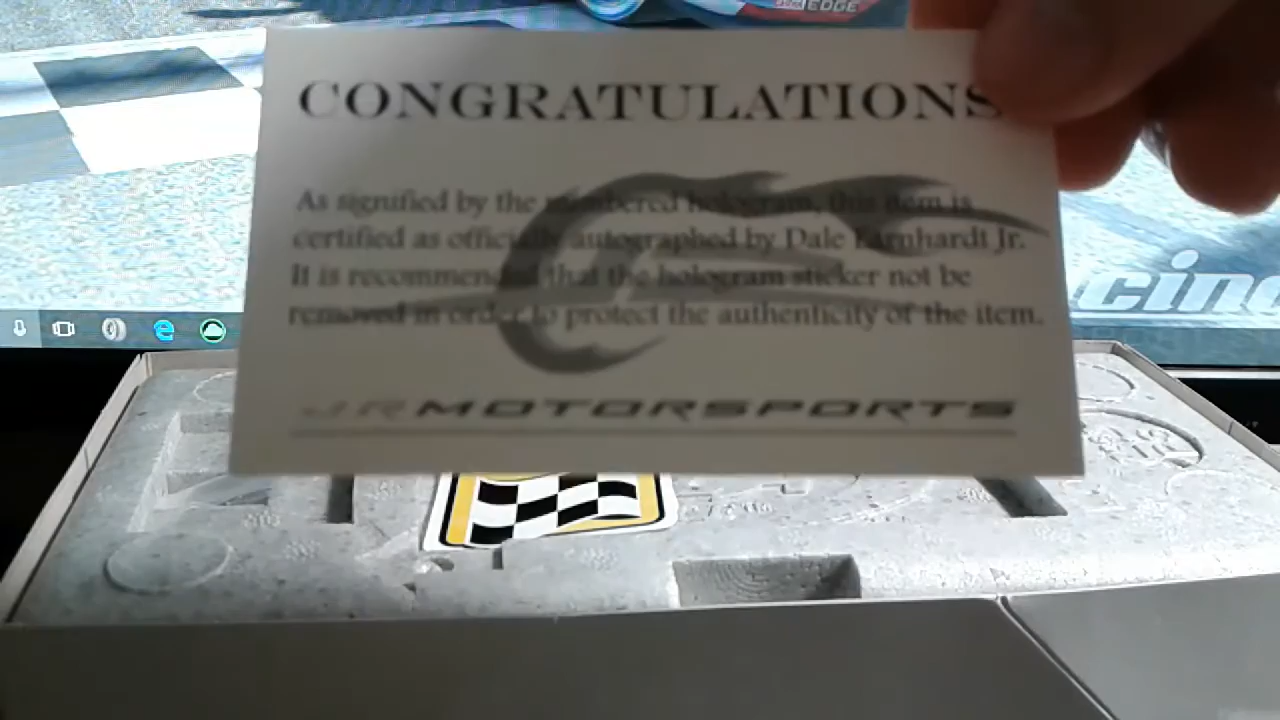 EDGE
CONGRATULATIONS
As signified by the numbered hologram, this item is
certified as officially autographed by Dale Earnhardt Jr.
It is recommended that the hologram sticker not be
removed in order to protect the authenticity of the item.
JR MOTORSPORTS